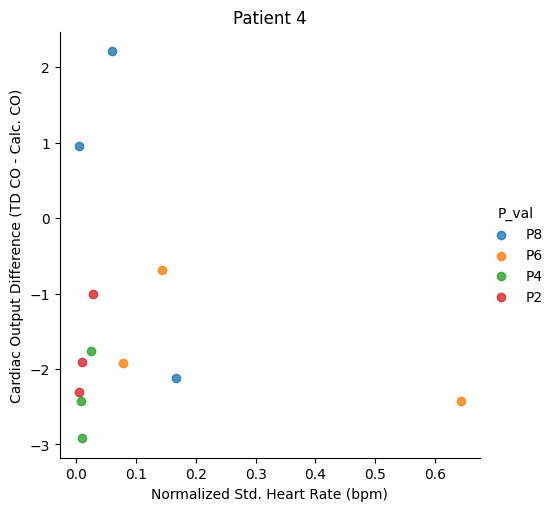 Patient 4
Cardiac Output Difference (TD CO - Calc. CO)
2
1
0
−1
−2
−3
0.0 0.1 0.2 0.3 0.4 0.5 0.6
Normalized Std. Heart Rate (bpm)
P_val
P8
P6
P4
P2